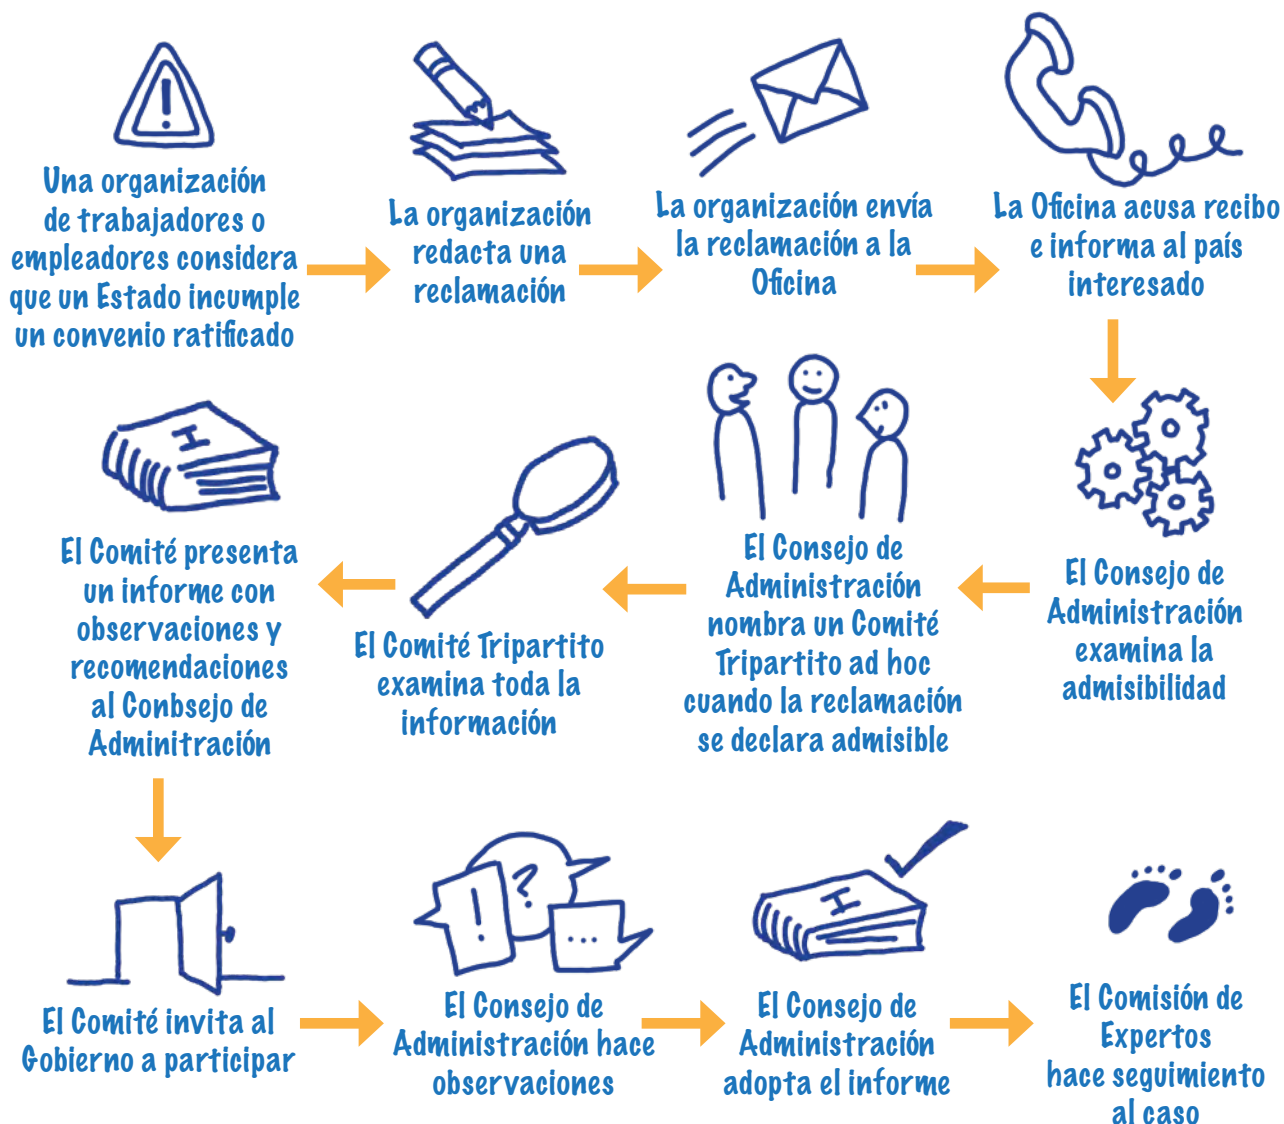 Una organización
de trabajadores o
empleadores considera
que un Estado incumple
un convenio ratificado
La organización
redacta una
reclamación
La organización envía
la reclamación a la
Oficina
La Oficina acusa recibo
e informa al país
interesado
El Consejo de
Administración
examina la
admisibilidad
El Consejo de
Administración
nombra un Comité
Tripartito ad hoc
cuando la reclamación
se declara admisible
El Comité Tripartito
examina toda la
información
El Comité presenta
un informe con
observaciones y
recomendaciones
al Conbsejo de
Adminitración
El Comité invita al
Gobierno a participar
El Consejo de
Administración hace
observaciones
El Consejo de
Administración
adopta el informe
El Comisión de
Expertos
hace seguimiento
al caso